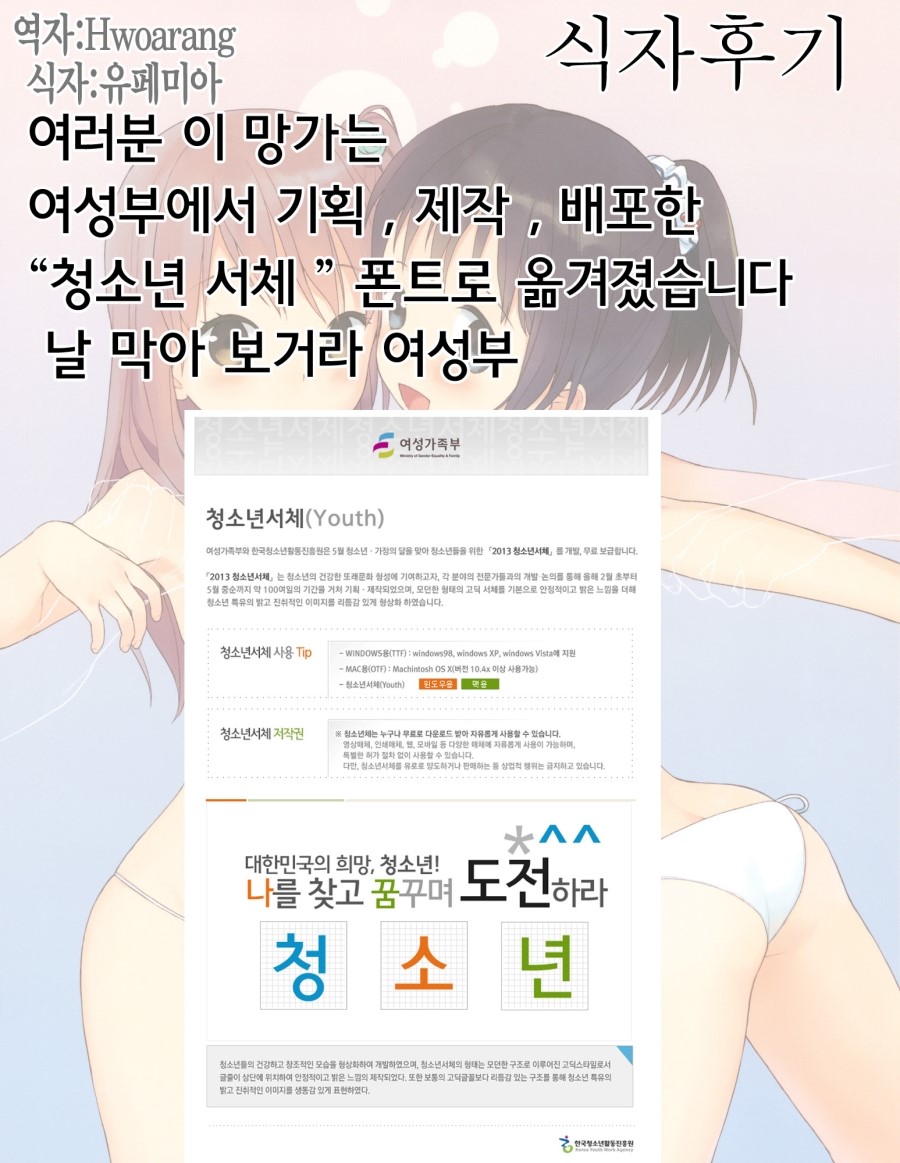 역자:Hwoarang
식자:유페미아
식자후기
여러분 이 망가는
여성부에서 기획 , 제작 , 배포한
“청소년 서체 ” 폰트로 옮겨졌습니다
날 막아 보거라 여성부
여성가족부
Ministry of Gender Equality & Family
청소년서체(Youth)
여성가족부와 한국청소년활동진흥원은 5월 청소년 · 가정의 달을 맞아 청소년들을 위한 「2013 청소년서체」를 개발, 무료 보급합니다.
「2013 청소년서체」는 청소년의 건강한 또래문화 형성에 기여하고자, 각 분야의 전문가들과의 개발 논의를 통해 올해 2월 초부터
5월 중순까지 약 100여일의 기간을 거쳐 기획 · 제작되었으며, 모던한 형태의 고딕 서체를 기본으로 안정적이고 밝은 느낌을 더해
청소년 특유의 밝고 진취적인 이미지를 리듬감 있게 형상화 하였습니다.
청소년서체 사용 Tip
– WINDOWS용(TTF) : windows98, windows XP, windows Vista에 지원
– MAC용(OTF) : Machintosh OS X(버전 10.4x 이상 사용가능)
– 청소년서체(Youth) 윈도우용 맥용
청소년서체 저작권
※ 청소년체는 누구나 무료로 다운로드 받아 자유롭게 사용할 수 있습니다.
영상매체, 인쇄매체, 웹, 모바일 등 다양한 매체에 자유롭게 사용이 가능하며,
특별한 허가 절차 없이 사용할 수 있습니다.
다만, 청소년서체를 유로로 양도하거나 판매하는 등 상업적 행위는 금지하고 있습니다.
*^^
대한민국의 희망, 청소년!
나를 찾고 꿈꾸며 도전하라
청 소 년
청소년들의 건강하고 창조적인 모습을 형상화하여 개발하였으며, 청소년서체의 형태는 모던한 구조로 이루어진 고딕스타일로서
글줄이 상단에 위치하여 안정적이고 밝은 느낌의 제작되었다. 또한 보통의 고딕글꼴보다 리듬감 있는 구조를 통해 청소년 특유의
밝고 진취적인 이미지를 생동감 있게 표현하였다.
한국청소년활동진흥원
Korea Youth Work Agency